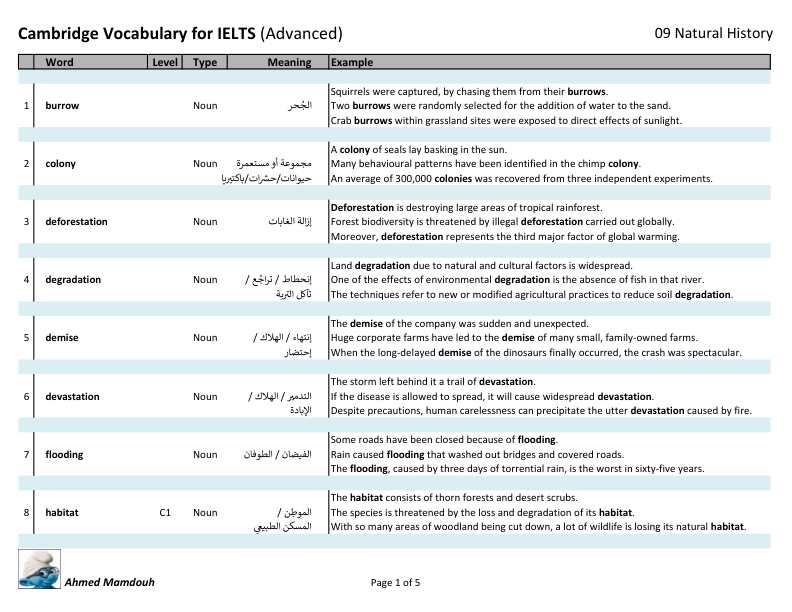 Cambridge Vocabulary for IELTS (Advanced)
09 Natural History
Word Level Type Meaning Example
1 burrow Noun الجُحر
Squirrels were captured, by chasing them from their burrows.
Two burrows were randomly selected for the addition of water to the sand.
Crab burrows within grassland sites were exposed to direct effects of sunlight.
2 colony Noun مجموعة أو مستعمرة
حيوانات/حشرات/باكتيريا
A colony of seals lay basking in the sun.
Many behavioural patterns have been identified in the chimp colony.
An average of 300,000 colonies was recovered from three independent experiments.
3 deforestation Noun إزالة الغابات
Deforestation is destroying large areas of tropical rainforest.
Forest biodiversity is threatened by illegal deforestation carried out globally.
Moreover, deforestation represents the third major factor of global warming.
4 degradation Noun إنحطاط / تراجُع /
تآكل التربة
Land degradation due to natural and cultural factors is widespread.
One of the effects of environmental degradation is the absence of fish in that river.
The techniques refer to new or modified agricultural practices to reduce soil degradation.
5 demise Noun إنتهاء / الهلاك /
إحتضار
The demise of the company was sudden and unexpected.
Huge corporate farms have led to the demise of many small, family-owned farms.
When the long-delayed demise of the dinosaurs finally occurred, the crash was spectacular.
6 devastation Noun التدمير / الهلاك /
الإبادة
The storm left behind it a trail of devastation.
If the disease is allowed to spread, it will cause widespread devastation.
Despite precautions, human carelessness can precipitate the utter devastation caused by fire.
7 flooding Noun الفيضان / الطوفان
Some roads have been closed because of flooding.
Rain caused flooding that washed out bridges and covered roads.
The flooding, caused by three days of torrential rain, is the worst in sixty-five years.
8 habitat C1 Noun الموطِن /
المسكن الطبيعي
The habitat consists of thorn forests and desert scrubs.
The species is threatened by the loss and degradation of its habitat.
With so many areas of woodland being cut down, a lot of wildlife is losing its natural habitat.
Ahmed Mamdouh
Page 1 of 5